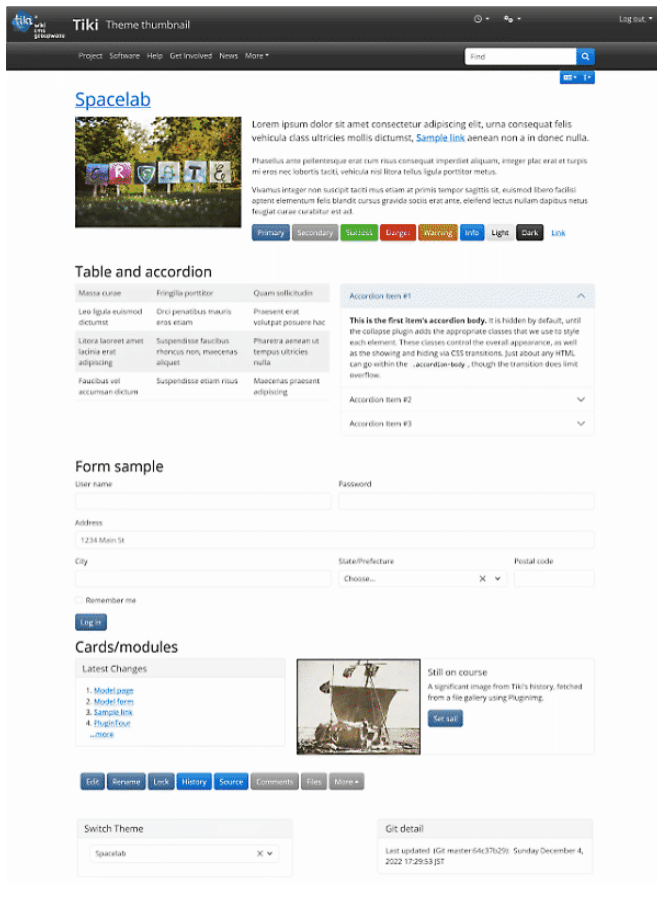 tiki wiki cms groupware Tiki Theme thumbnail Log out
Project Software Help Get Involved News More Find
Spacelab
CREATE
Lorem ipsum dolor sit amet consectetur adipiscing elit, urna consequat felis
vehicula class ultricies mollis dictumst, Sample link aenean non a in donec nulla.
Phasellus ante pellentesque erat cum risus consequat imperdiet aliquam, integer plac erat et turpis
mi eros nec lobortis taciti, vehicula nisl litora tellus ligula porttitor metus.
Vivamus integer non suscipit taciti mus etiam at primis tempor sagittis sit, euismod libero facilisi
aptent elementum felis blandit cursus gravida sociis erat ante, eleifend lectus nullam dapibus netus
feugiat curae curabitur est ad.
Primary Secondary Success Danger Warning Info Light Dark Link
Table and accordion
Massa curae Fringilla porttitor Quam sollicitudin
Leo ligula euismod dictumst Orci penatibus mauris eros etiam Praesent erat volutpat posuere hac
Litora laoreet amet lacinia erat adipiscing Suspendisse faucibus rhoncus non, maecenas aliquet Pharetra aenean ut tempus ultricies nulla
Faucibus vel accumsan dictum Suspendisse etiam risus Maecenas praesent adipiscing
Accordion Item #1
This is the first item's accordion body. It is hidden by default, until
the collapse plugin adds the appropriate classes that we use to style
each element. These classes control the overall appearance, as well
as the showing and hiding via CSS transitions. Just about any HTML
can go within the .accordion-body, though the transition does limit
overflow.
Accordion Item #2
Accordion Item #3
Form sample
User name Password
Address
1234 Main St
City State/Prefecture Postal code
Choose...
Remember me
Log in
Cards/modules
Latest Changes
1. Model page
2. Model form
3. Sample link
4. PluginTour
...more
Still on course
A significant image from Tiki's history, fetched
from a file gallery using PluginImg.
Set sail
Edit Rename Lock History Source Comments Files More
Switch Theme Git detail
Spacelab
Last updated (Git master:64c37b29): Sunday December 4,
2022 17:29:53 JST